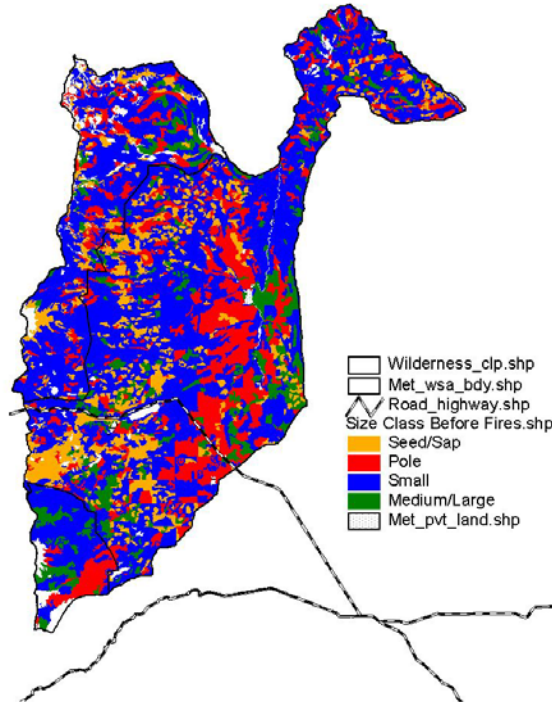 Wilderness_clp.shp
Met_wsa_bdy.shp
Road_highway.shp
Size Class Before Fires.shp
Seed/Sap
Pole
Small
Medium/Large
Met_pvt_land.shp